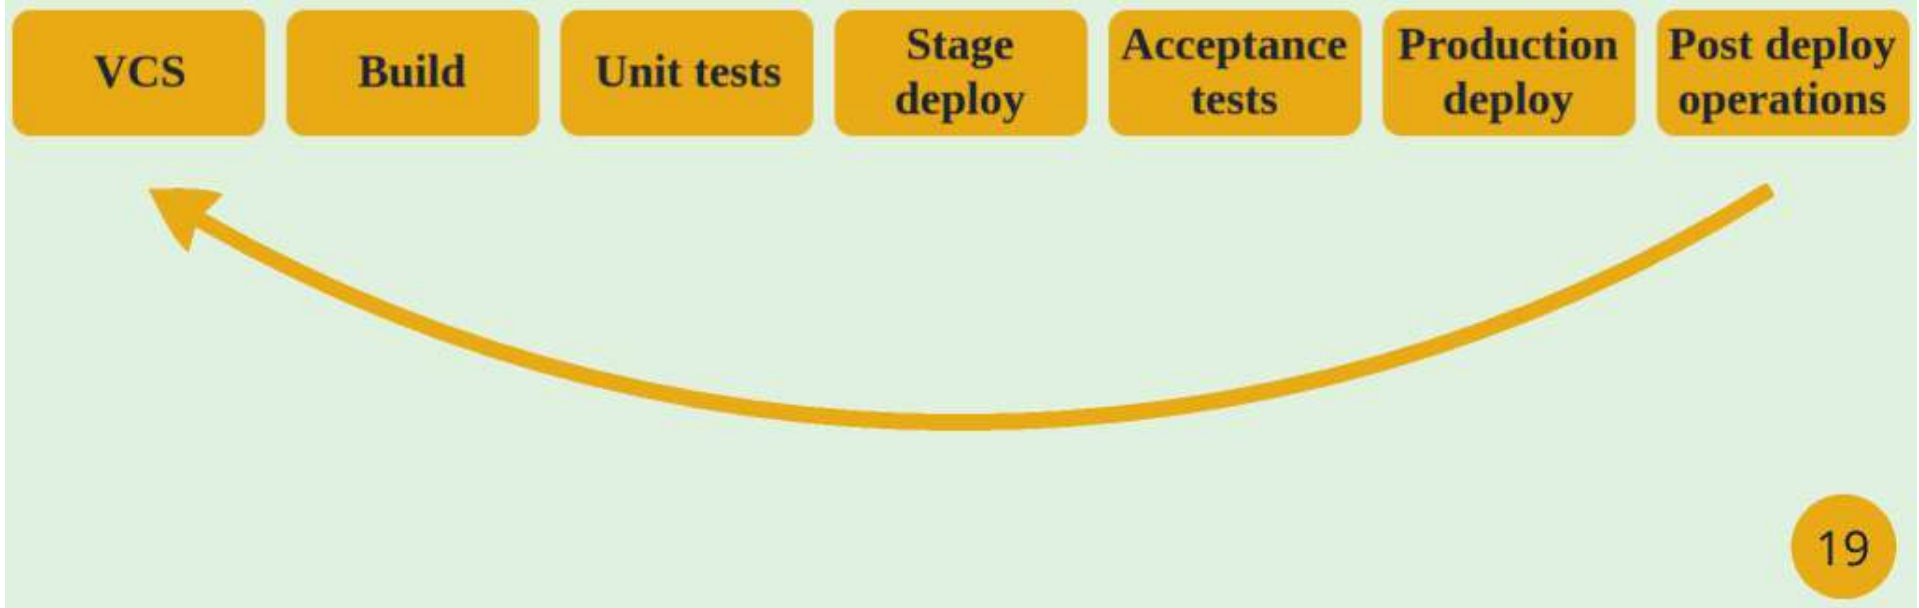 VCS
Build
Unit tests
Stage
deploy
Acceptance
tests
Production
deploy
Post deploy
operations
19